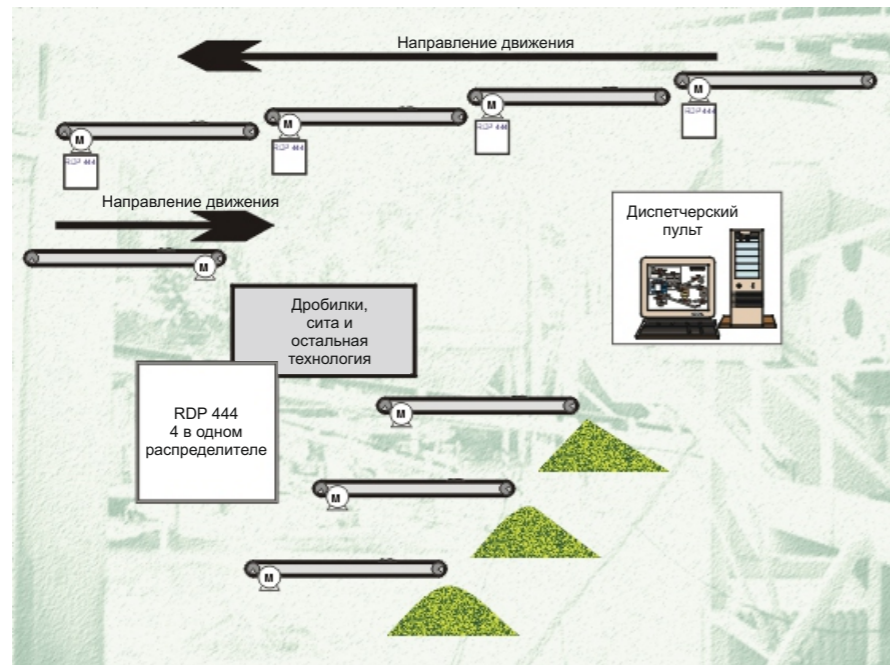 Направление движения
M
M
M
M
RDP 444
RDP 444
RDP 444
RDP 444
Направление движения
M
Диспетчерский
пульт
Дробилки,
сита и
остальная
технология
RDP 444
4 в одном
распределителе
M
M
M